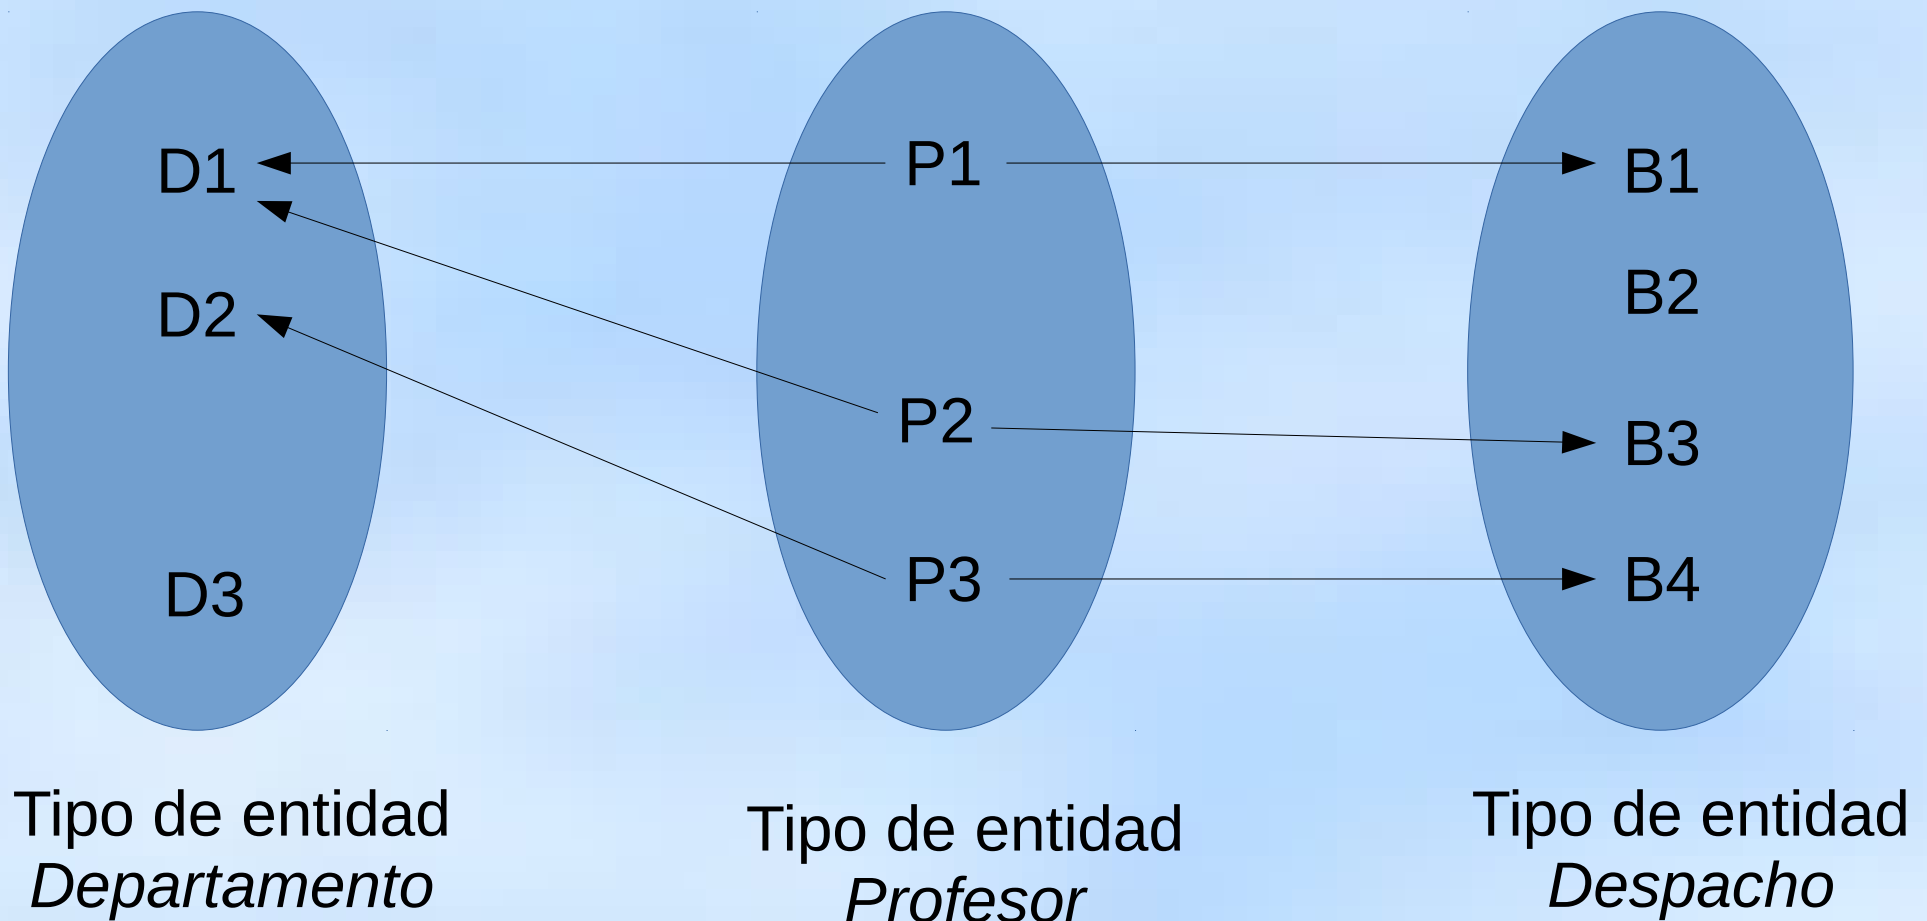 D1
D2
D3
P1
P2
P3
B1
B2
B3
B4
Tipo de entidad
Departamento
Tipo de entidad
Profesor
Tipo de entidad
Despacho